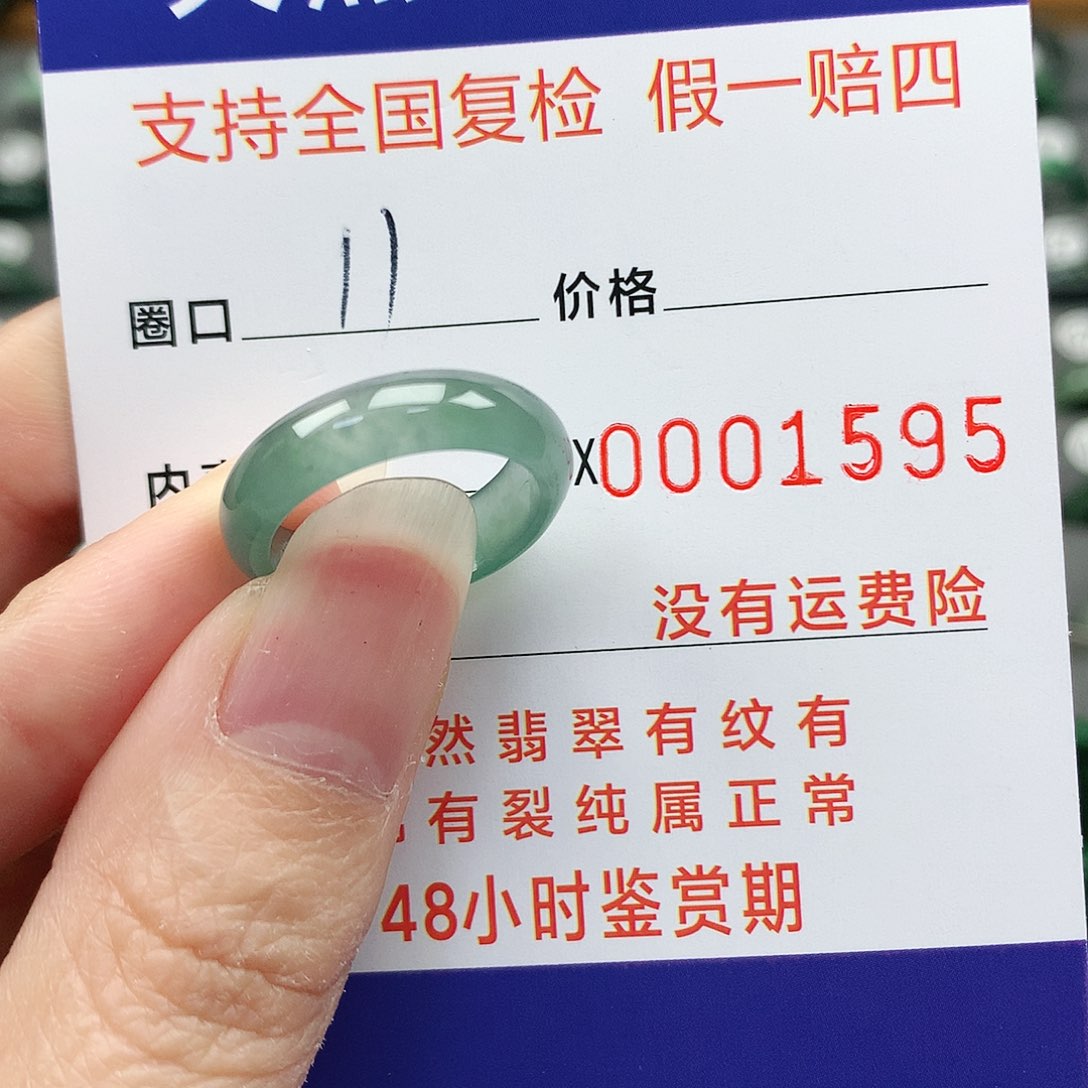 支持全国复检 假一赔四
圈口 11 价格
内 X0001595
没有运费险
然翡翠有纹有
有裂纯属正常
48小时鉴赏期